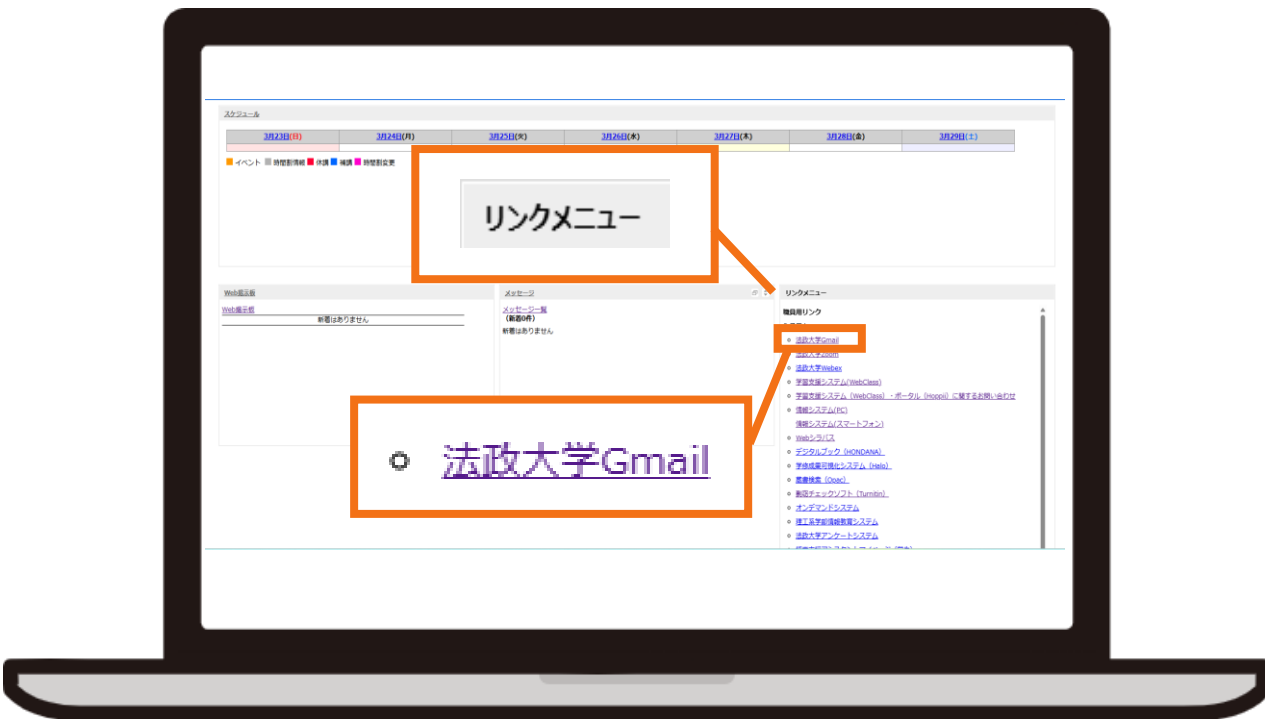 スケジュール
3月23日(日) 3月24日(月) 3月25日(火) 3月26日(水) 3月27日(木) 3月28日(金) 3月29日(土)
イベント 時間割情報 休講 補講 時間割変更
リンクメニュー
Web掲示板
Web掲示板
新着はありません
メッセージ
メッセージ一覧
(新着0件)
新着はありません
リンクメニュー
職員用リンク
法政大学Gmail
法政大学Zoom
法政大学Webex
学習支援システム(WebClass)
学習支援システム（WebClass）・ポータル（Hoppii）に関するお問い合わせ
情報システム(PC)
情報システム(スマートフォン)
Webシラバス
デジタルブック（HONDANA）
学修成果可視化システム（Halo）
図書検索（Opac）
剽窃チェックソフト（Turnitin）
オンデマンドシステム
理工系学部情報教育システム
法政大学アンケートシステム
法政大学Gmail